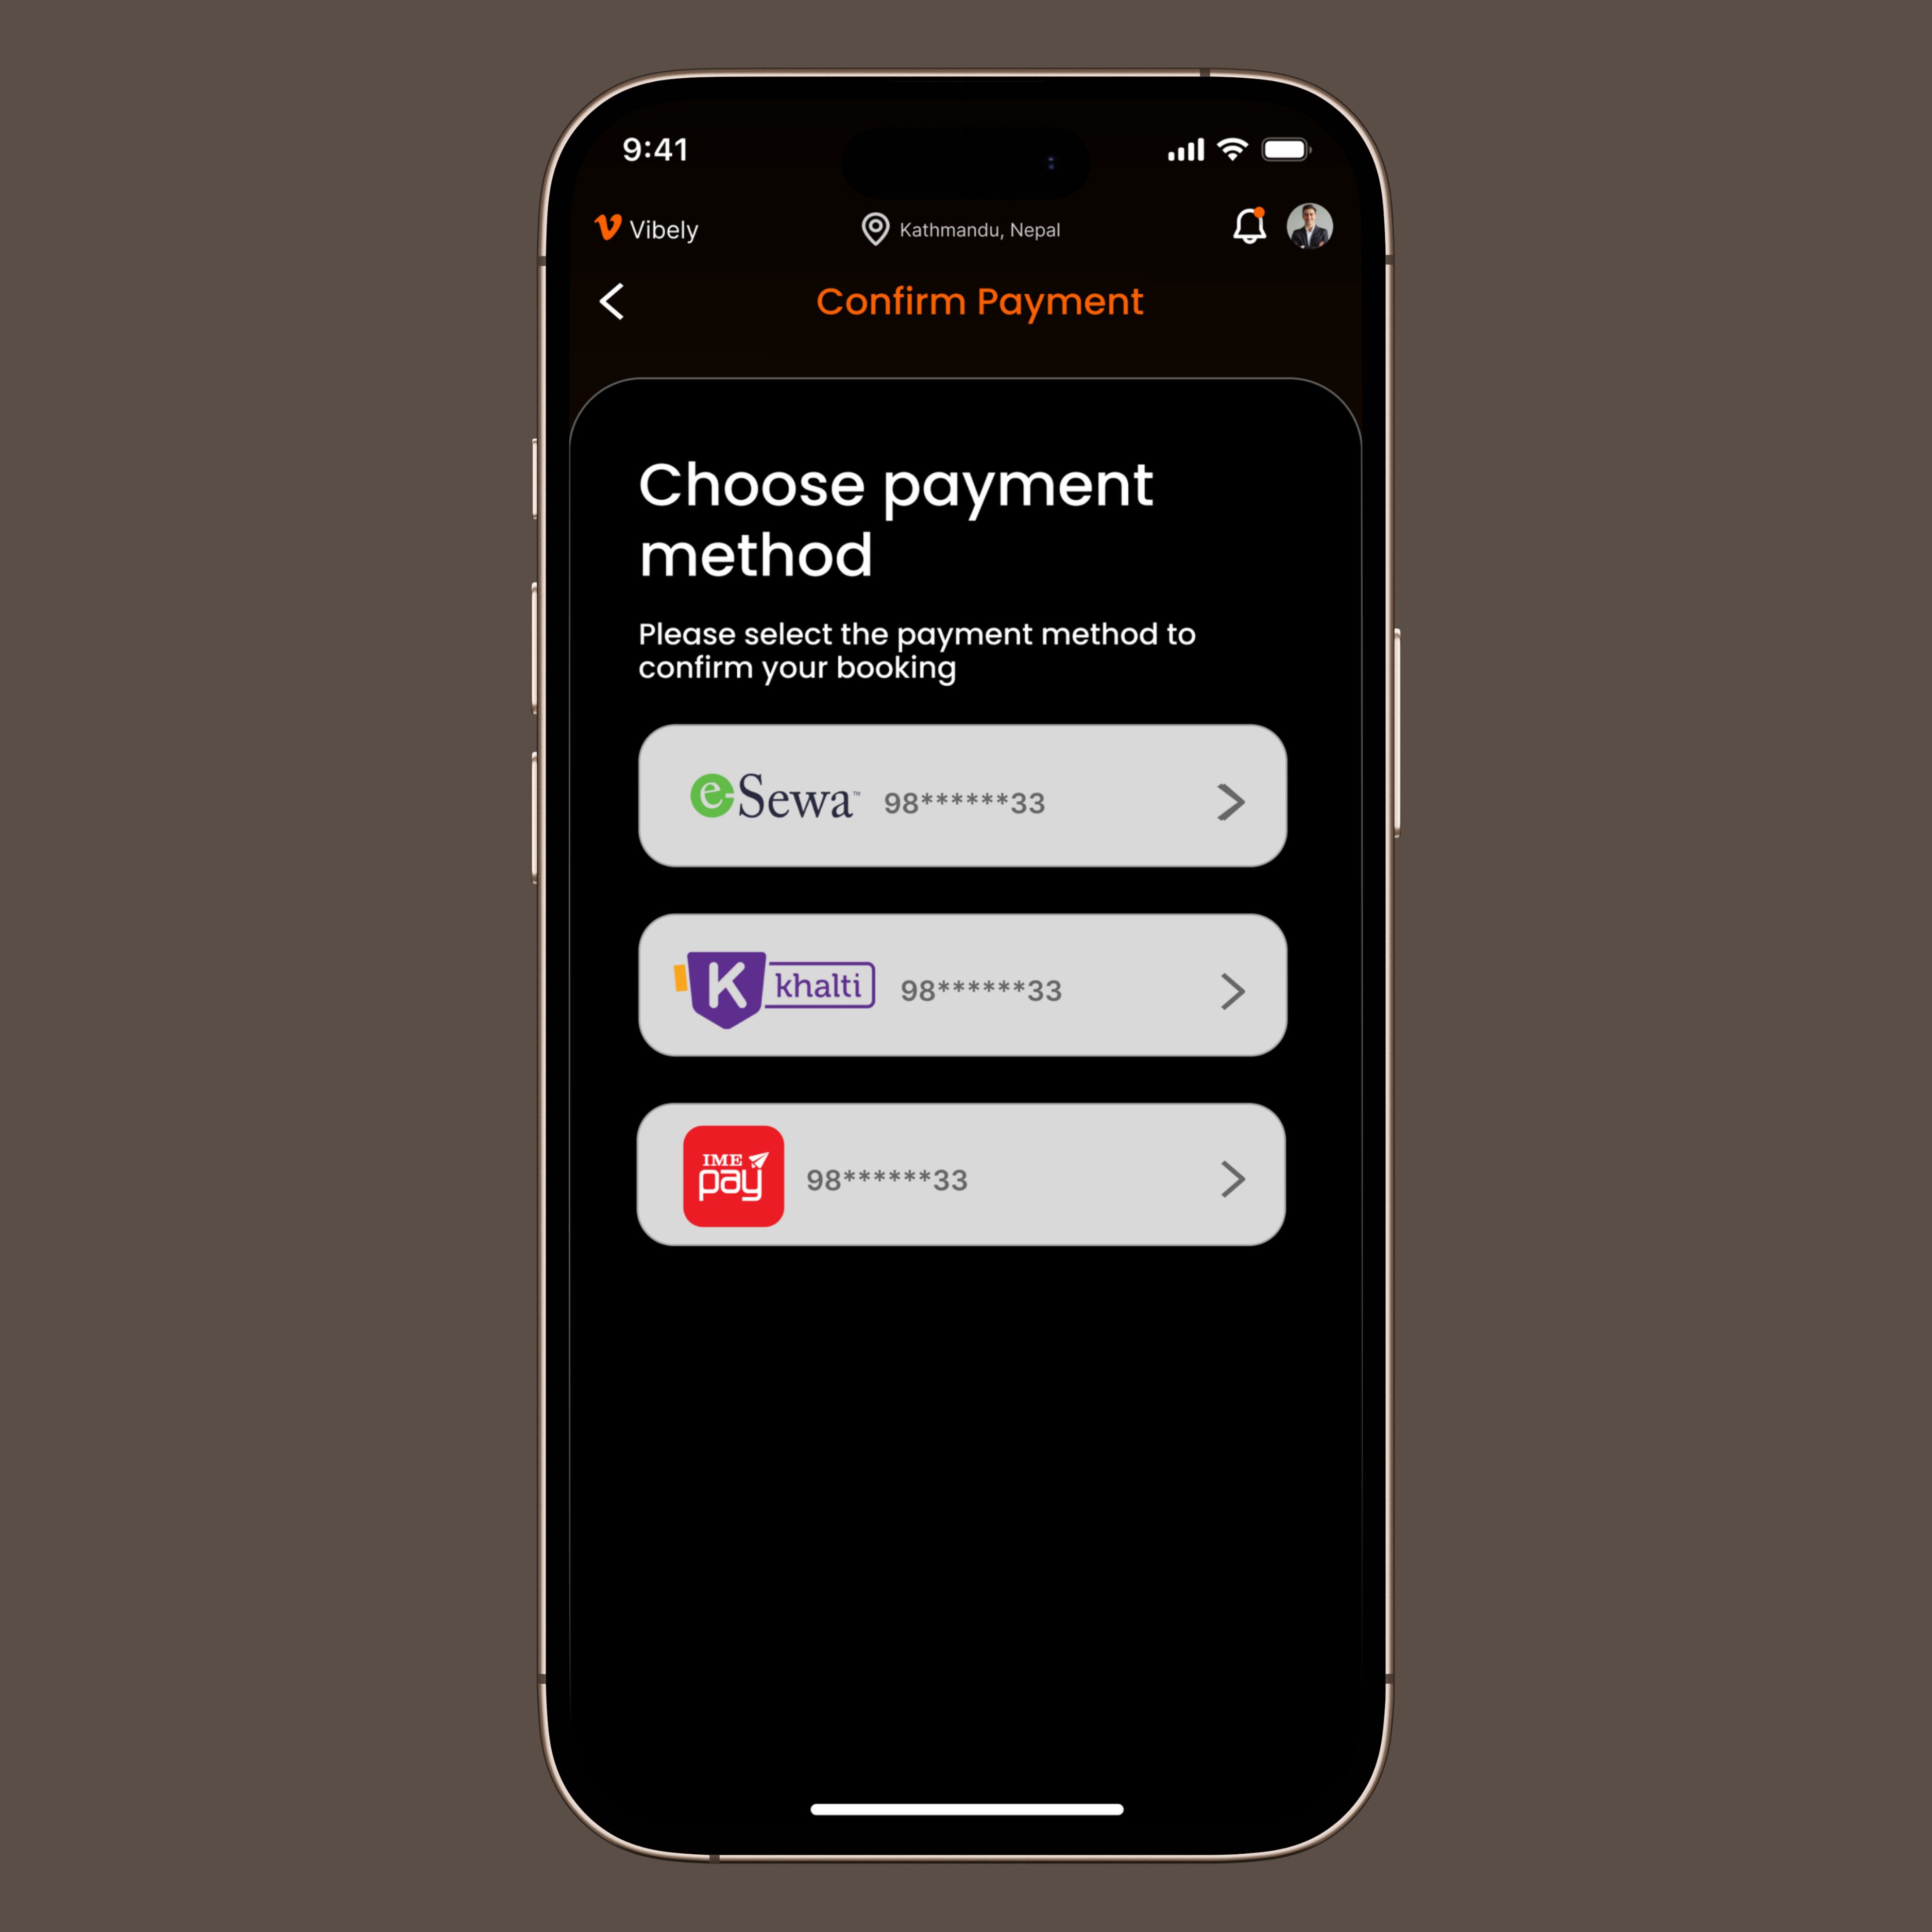 9:41
Vibely
Kathmandu, Nepal
Confirm Payment
Choose payment
method
Please select the payment method to
confirm your booking
e-Sewa™ 98******33
K khalti 98******33
IME
pay 98******33